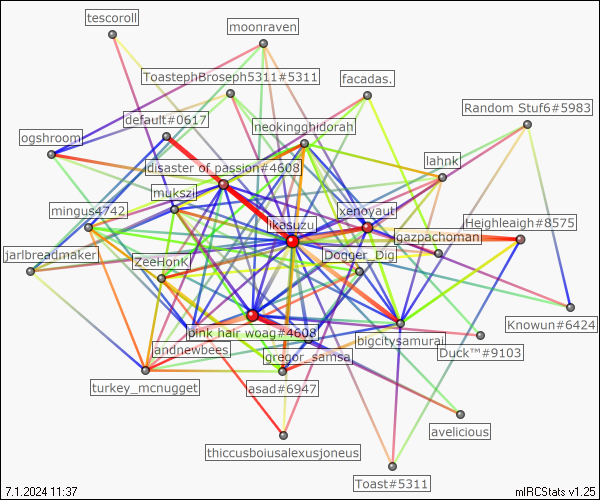 tescoroll
moonraven
ToastephBroseph5311#5311
facadas.
Random Stuf6#5983
default#0617
neokingghidorah
ogshroom
lahnk
disaster of passion#4608
mukszii
mingus4742
xenoyaut
ikasuzu
Heighleaigh#8575
gazpachoman
jarlbreadmaker
ZeeHonK
Dogger_Dig
Knowun#6424
pink hair woag#4608
bigcitysamurai
andnewbees
gregor_samsa
Duck™#9103
turkey_mcnugget
asad#6947
avelicious
thiccusboiusalexusjoneus
Toast#5311
7.1.2024 11:37
mIRCStats v1.25